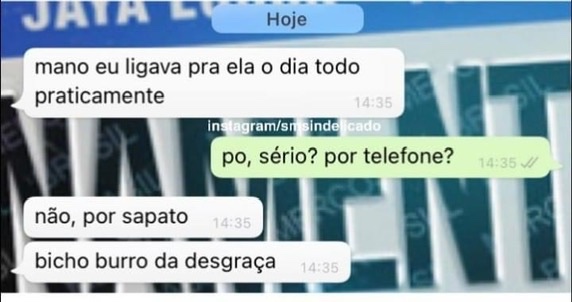 JAYA
Hoje
mano eu ligava pra ela o dia todo
praticamente
14:35
instagram/smsindelicado
po, sério? por telefone?
14:35
não, por sapato
14:35
bicho burro da desgraça
14:35